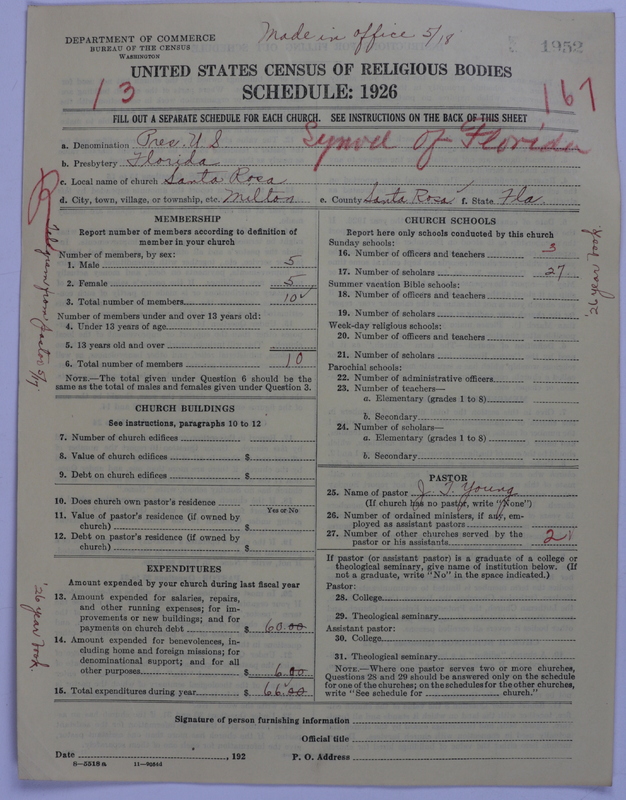 Made in office 5/18
DEPARTMENT OF COMMERCE
BUREAU OF THE CENSUS
WASHINGTON
1952
UNITED STATES CENSUS OF RELIGIOUS BODIES
SCHEDULE: 1926
13
167
FILL OUT A SEPARATE SCHEDULE FOR EACH CHURCH. SEE INSTRUCTIONS ON THE BACK OF THIS SHEET
Synod of Florida
a. Denomination Pres. U S
b. Presbytery Florida
c. Local name of church Santa Rosa
d. City, town, village, or township, etc. Milton e. County Santa Rosa f. State Fla
MEMBERSHIP
Report number of members according to definition of
member in your church
Number of members, by sex:
1. Male 5
2. Female 5
3. Total number of members 10
Number of members under and over 13 years old:
4. Under 13 years of age
5. 13 years old and over
6. Total number of members 10
NOTE.—The total given under Question 6 should be the
same as the total of males and females given under Question 3.
Telegram from pastor 5/7
CHURCH BUILDINGS
See instructions, paragraphs 10 to 12
7. Number of church edifices
8. Value of church edifices $
9. Debt on church edifices $
10. Does church own pastor's residence
Yes or No
11. Value of pastor's residence (if owned by
church) $
12. Debt on pastor's residence (if owned by
church) $
EXPENDITURES
Amount expended by your church during last fiscal year
13. Amount expended for salaries, repairs,
and other running expenses; for im-
provements or new buildings; and for
payments on church debt $ 60.00
14. Amount expended for benevolences, in-
cluding home and foreign missions; for
denominational support; and for all
other purposes $ 6.00
15. Total expenditures during year $ 66.00
'26 year book
CHURCH SCHOOLS
Report here only schools conducted by this church
Sunday schools:
16. Number of officers and teachers 3
17. Number of scholars 27
Summer vacation Bible schools:
18. Number of officers and teachers
19. Number of scholars
Week-day religious schools:
20. Number of officers and teachers
21. Number of scholars
Parochial schools:
22. Number of administrative officers
23. Number of teachers—
a. Elementary (grades 1 to 8)
b. Secondary
24. Number of scholars—
a. Elementary (grades 1 to 8)
b. Secondary
'26 year book
PASTOR
25. Name of pastor J. T. Young
(If church has no pastor, write "None")
26. Number of ordained ministers, if any, em-
ployed as assistant pastors
27. Number of other churches served by the
pastor or his assistants 2
If pastor (or assistant pastor) is a graduate of a college or
theological seminary, give name of institution below. (If
not a graduate, write "No" in the space indicated.)
Pastor:
28. College
29. Theological seminary
Assistant pastor:
30. College
31. Theological seminary
NOTE.—Where one pastor serves two or more churches,
Questions 28 and 29 should be answered only on the schedule
for one of the churches; on the schedules for the other churches,
write "See schedule for church."
Signature of person furnishing information
Official title
Date , 192 P. O. Address